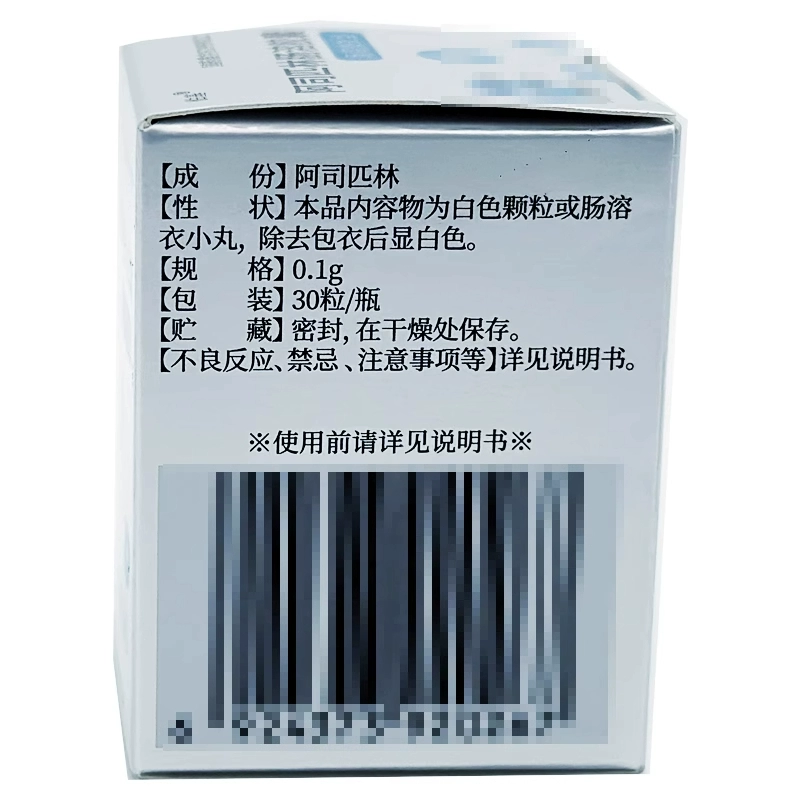 【成 份】阿司匹林
【性 状】本品内容物为白色颗粒或肠溶
衣小丸, 除去包衣后显白色。
【规 格】0.1g
【包 装】30粒/瓶
【贮 藏】密封, 在干燥处保存。
【不良反应、禁忌、注意事项等】详见说明书。
※使用前请详见说明书※